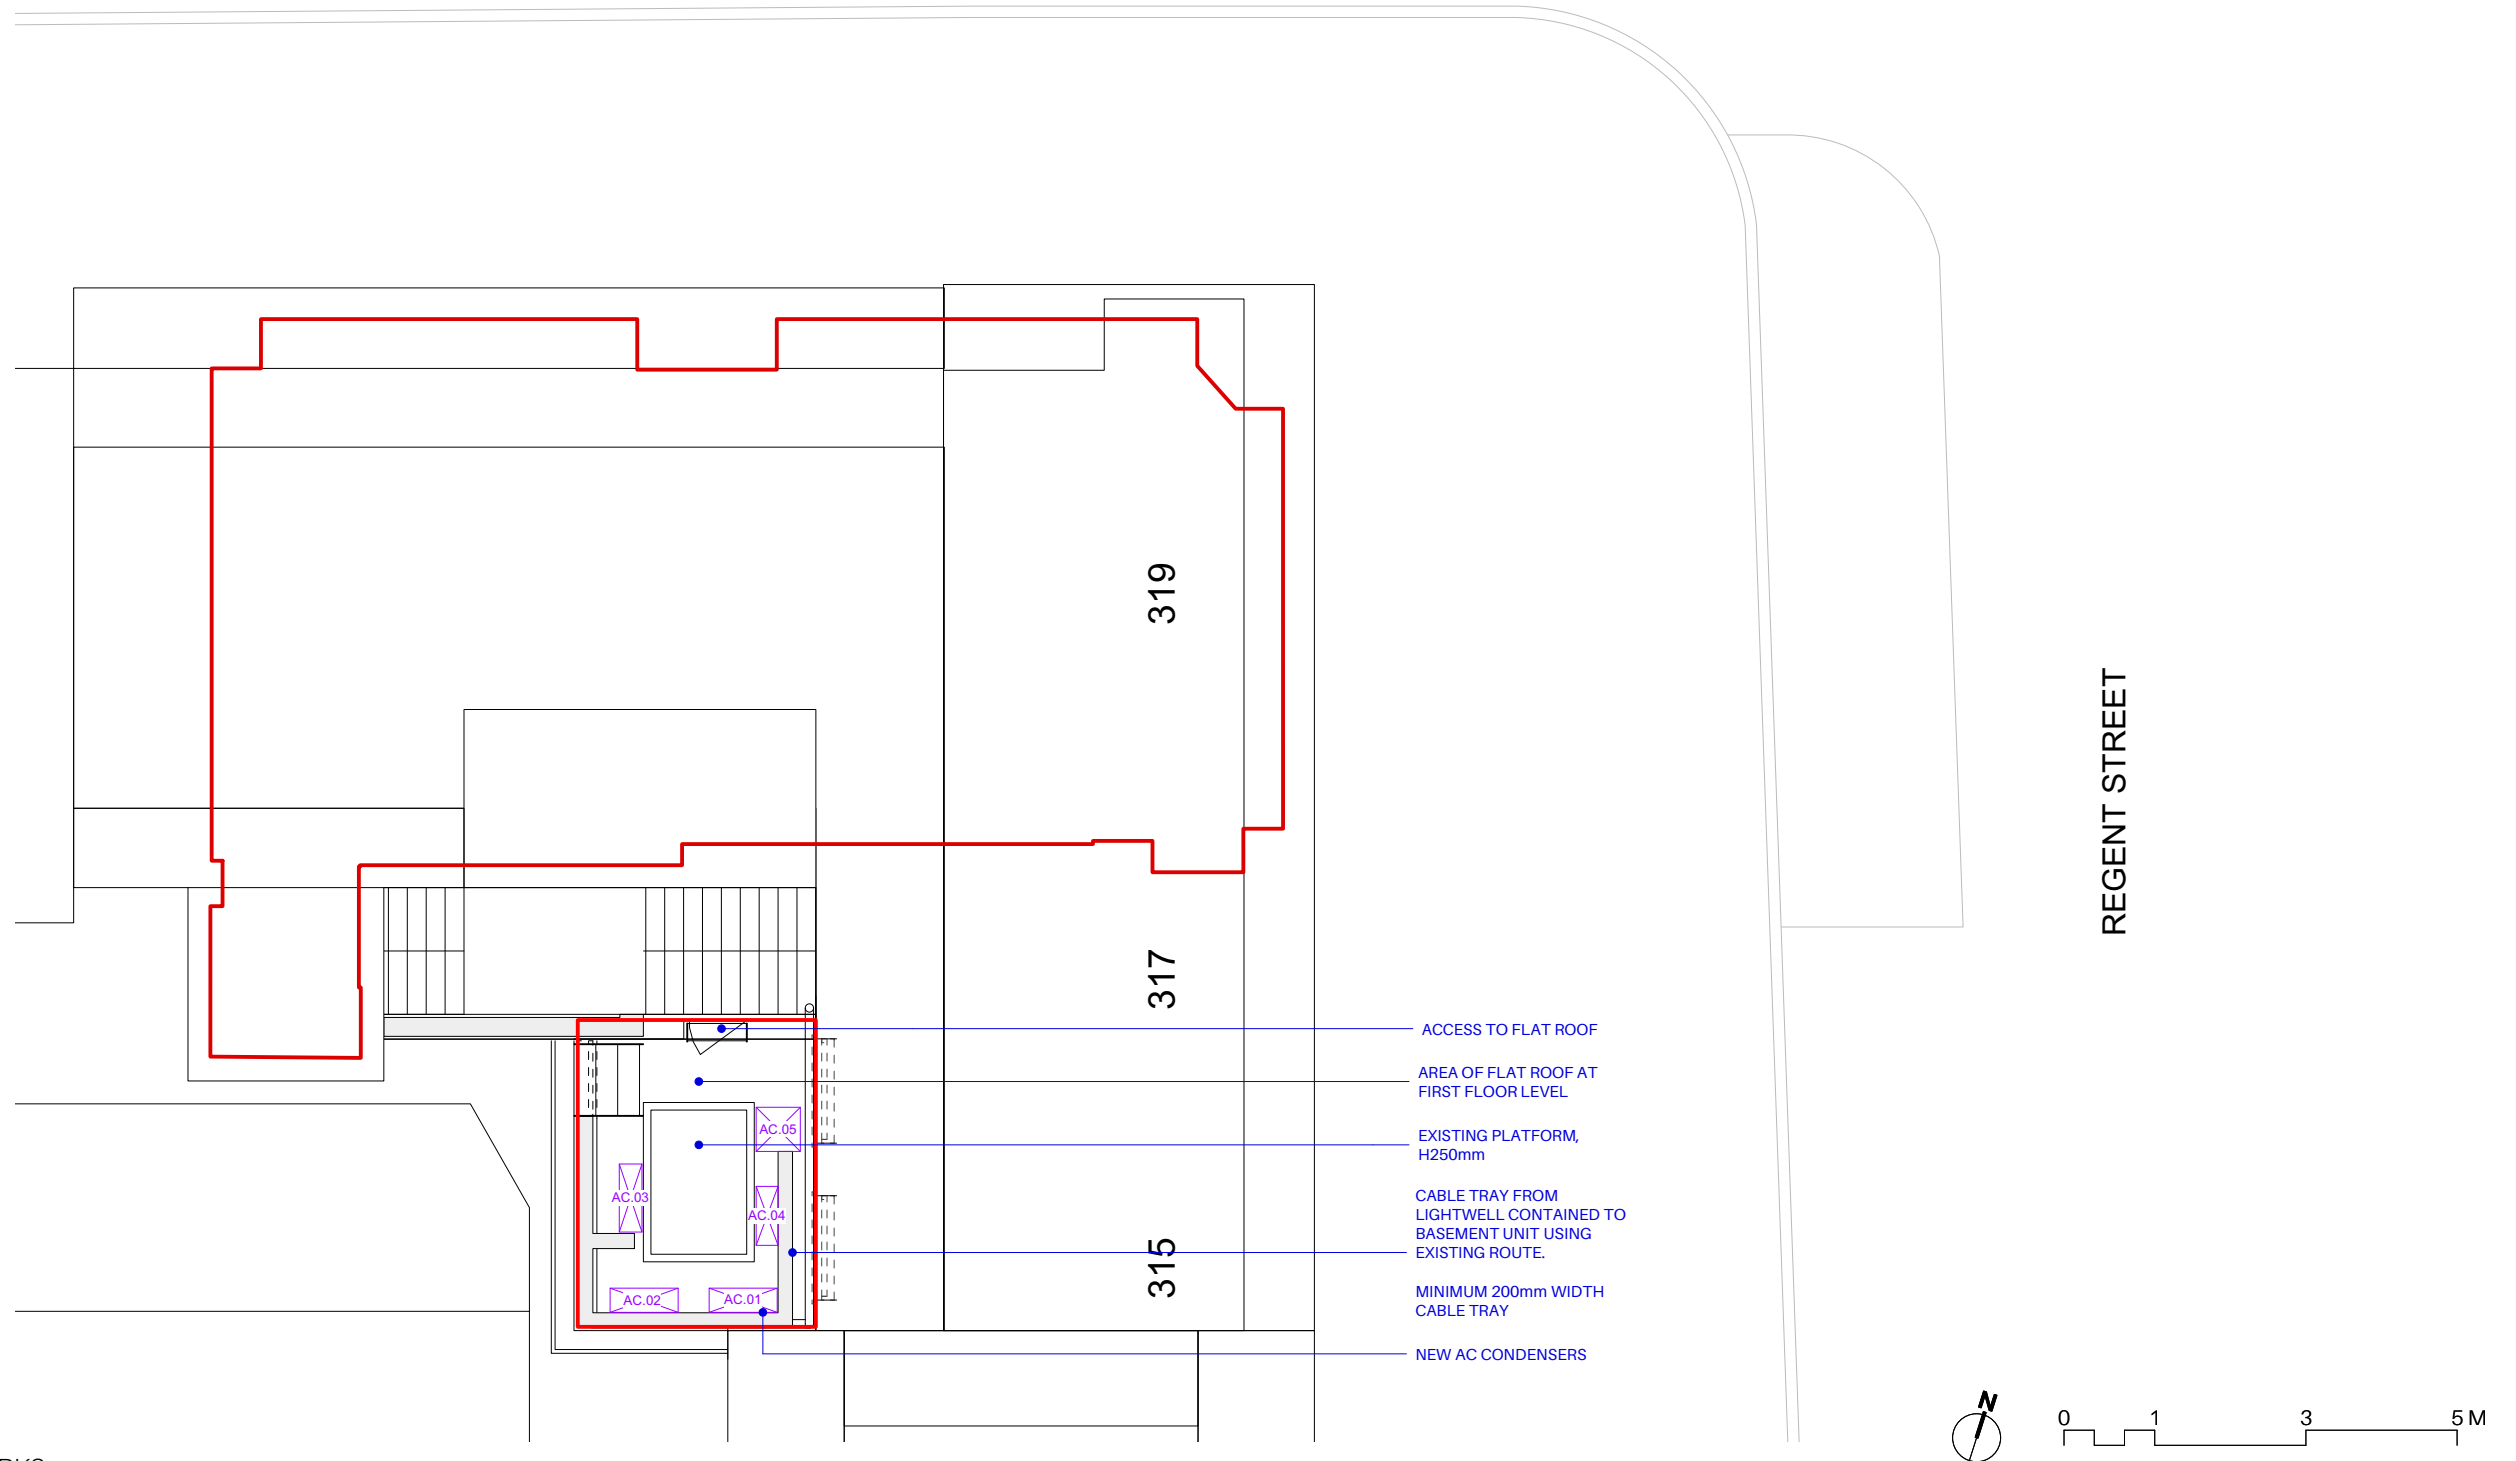 319
317
315
REGENT STREET
ACCESS TO FLAT ROOF
AREA OF FLAT ROOF AT
FIRST FLOOR LEVEL
EXISTING PLATFORM,
H250mm
CABLE TRAY FROM
LIGHTWELL CONTAINED TO
BASEMENT UNIT USING
EXISTING ROUTE.
MINIMUM 200mm WIDTH
CABLE TRAY
NEW AC CONDENSERS
AC.05
AC.03
AC.04
AC.02
AC.01
N
0 1 3 5 M